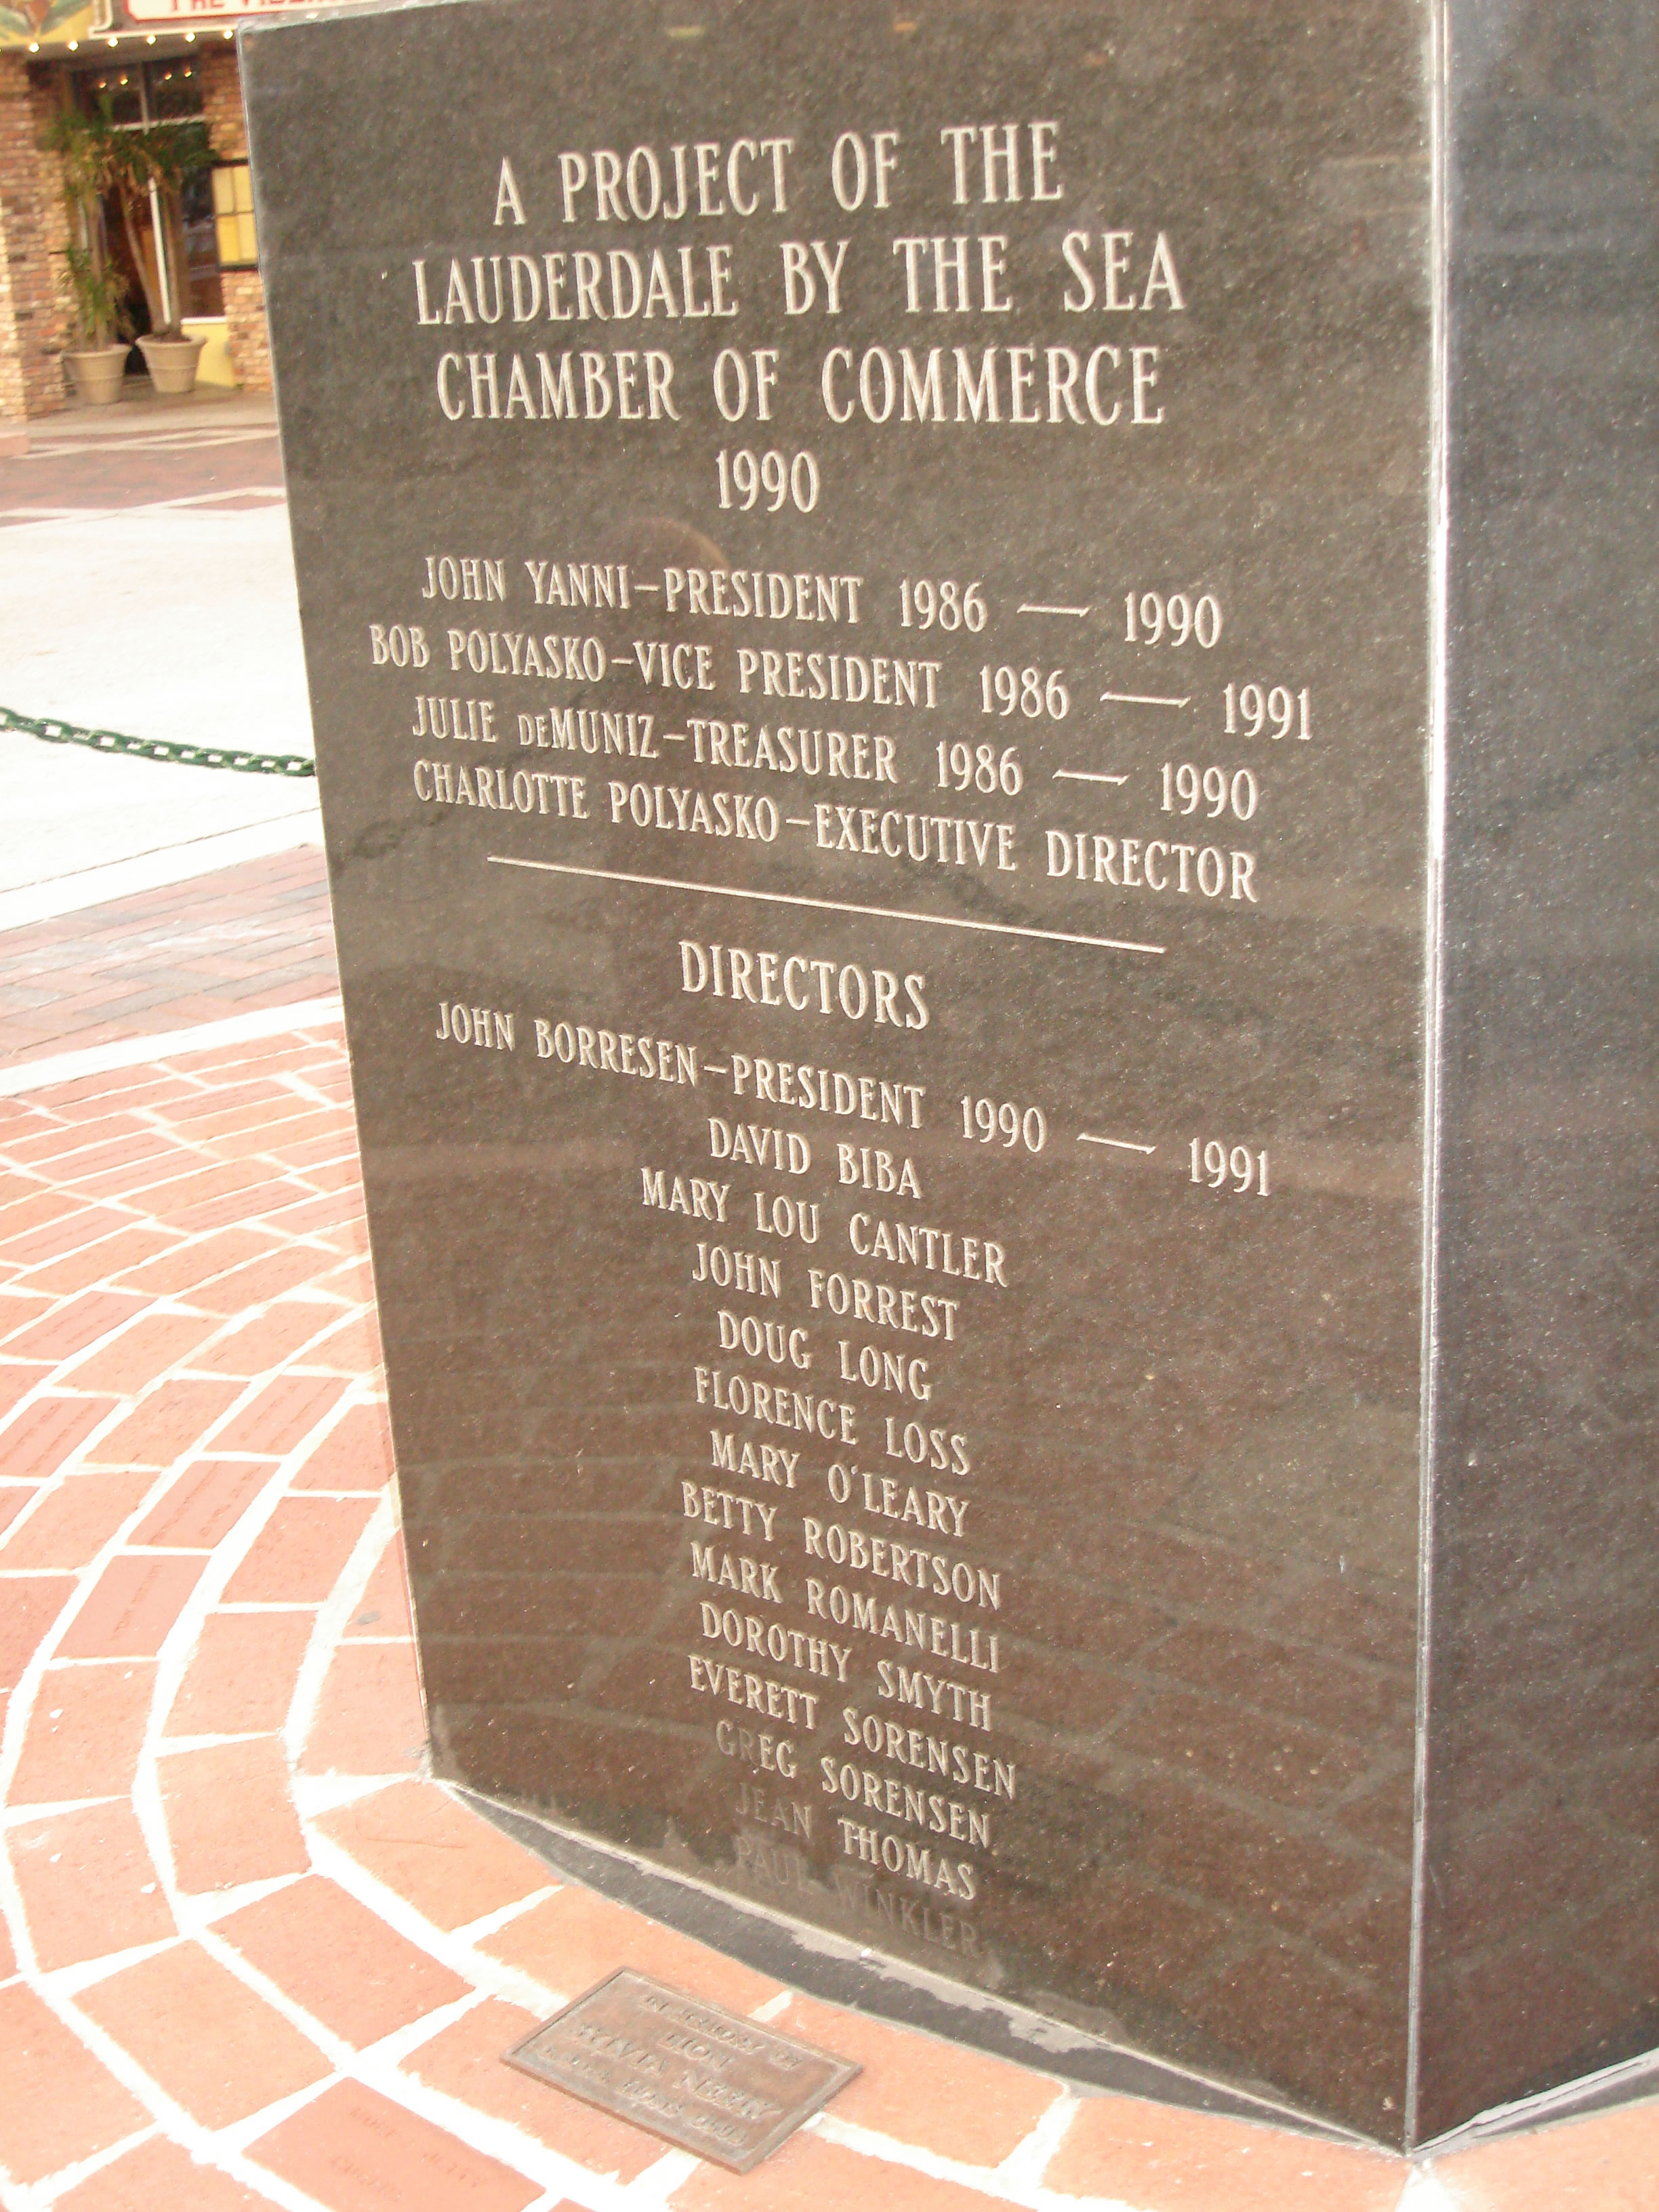 A PROJECT OF THE
LAUDERDALE BY THE SEA
CHAMBER OF COMMERCE
1990
JOHN YANNI-PRESIDENT 1986 — 1990
BOB POLYASKO-VICE PRESIDENT 1986 — 1991
JULIE DEMUNIZ-TREASURER 1986 — 1990
CHARLOTTE POLYASKO-EXECUTIVE DIRECTOR
DIRECTORS
JOHN BORRESEN-PRESIDENT 1990 — 1991
DAVID BIBA
MARY LOU CANTLER
JOHN FORREST
DOUG LONG
FLORENCE LOSS
MARY O'LEARY
BETTY ROBERTSON
MARK ROMANELLI
DOROTHY SMYTH
EVERETT SORENSEN
GREG SORENSEN
JEAN THOMAS
PAUL WINKLER
LION